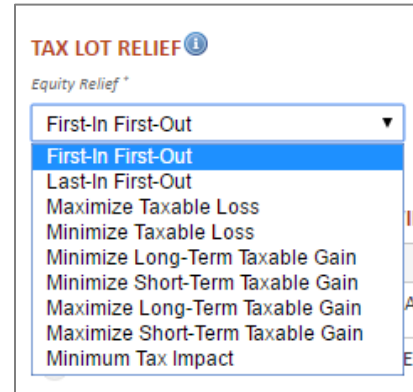 TAX LOT RELIEF
Equity Relief *
First-In First-Out
First-In First-Out
Last-In First-Out
Maximize Taxable Loss
Minimize Taxable Loss
Minimize Long-Term Taxable Gain
Minimize Short-Term Taxable Gain
Maximize Long-Term Taxable Gain
Maximize Short-Term Taxable Gain
Minimum Tax Impact